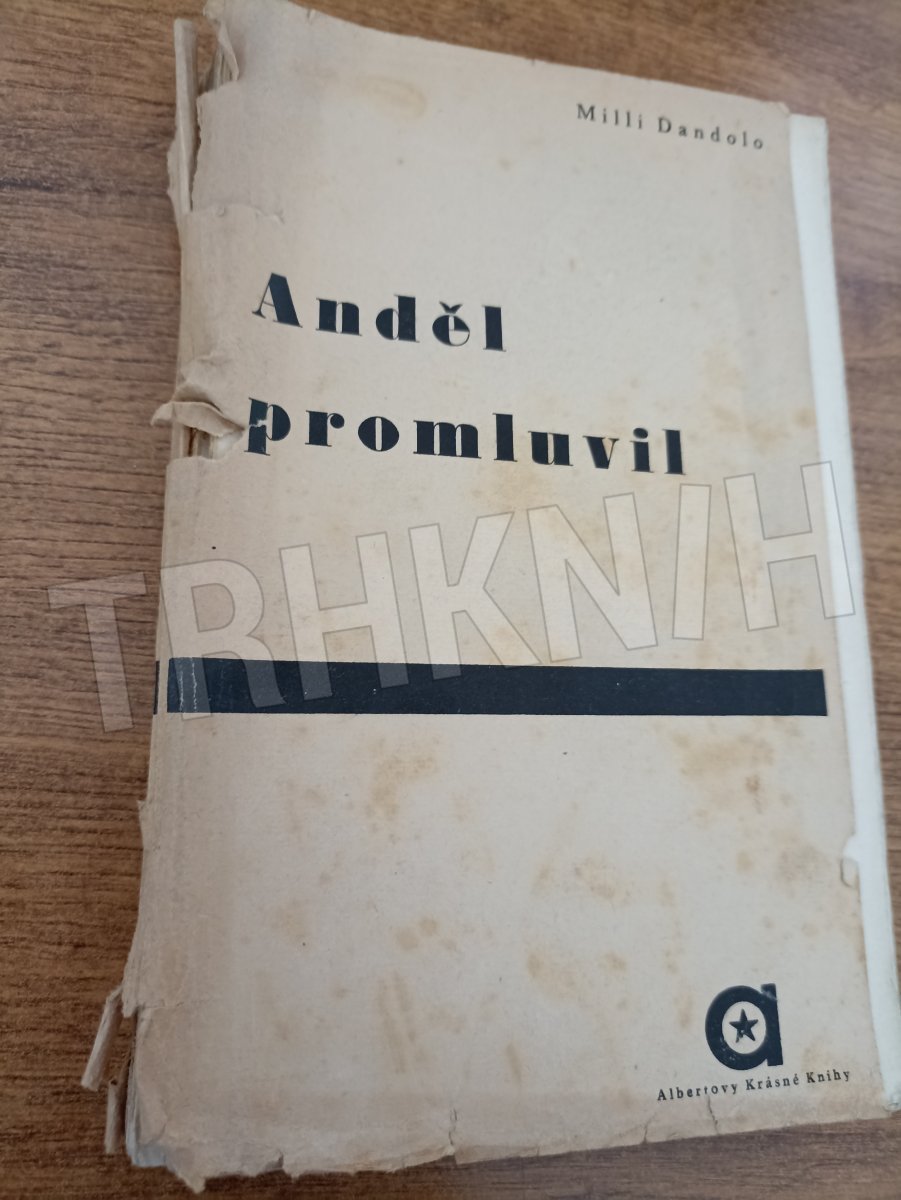 Milli Dandolo
Anděl
promluvil
TRHKNIH
a
Albertovy Krásné Knihy